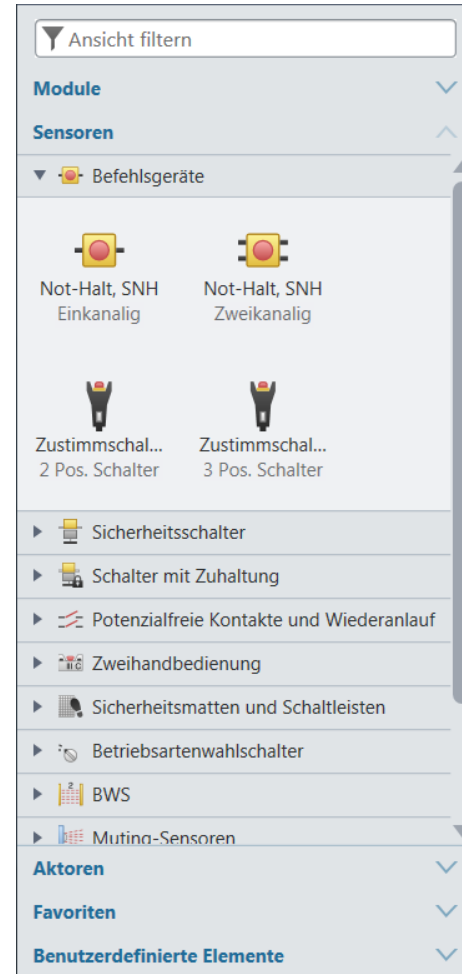 Ansicht filtern
Module
Sensoren
Befehlsgeräte
Not-Halt, SNH
Einkanalig
Not-Halt, SNH
Zweikanalig
Zustimmschal...
2 Pos. Schalter
Zustimmschal...
3 Pos. Schalter
Sicherheitsschalter
Schalter mit Zuhaltung
Potenzialfreie Kontakte und Wiederanlauf
Zweihandbedienung
Sicherheitsmatten und Schaltleisten
Betriebsartenwahlschalter
BWS
Muting-Sensoren
Aktoren
Favoriten
Benutzerdefinierte Elemente